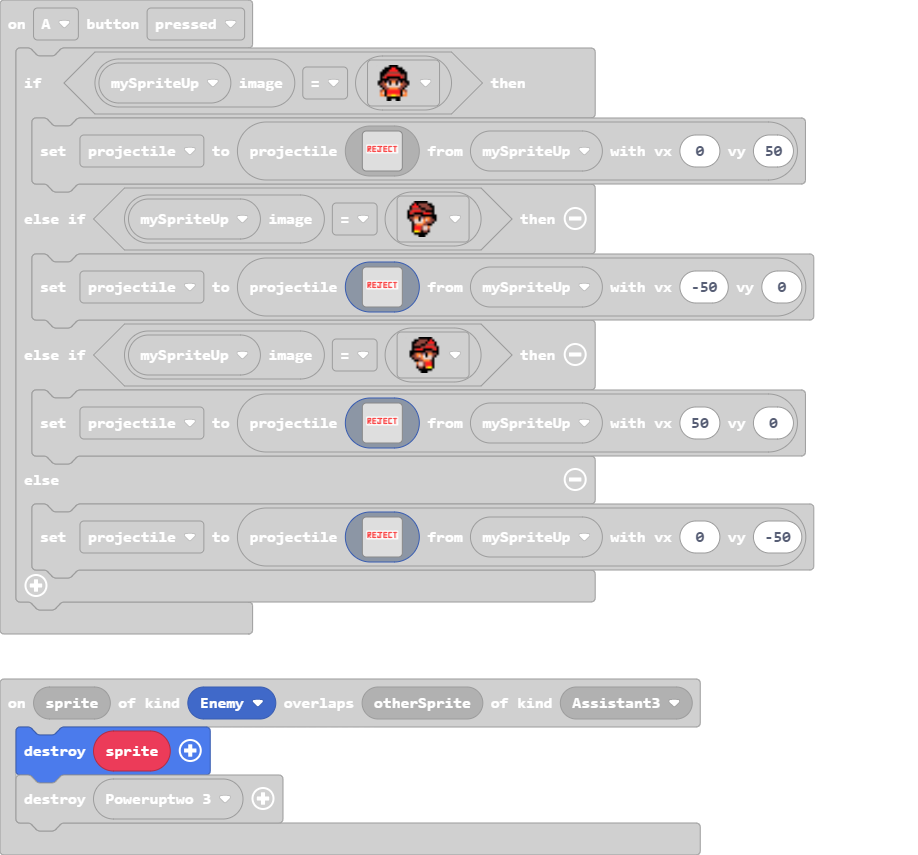 on A button pressed
if mySpriteUp image = then
set projectile to projectile REJECT from mySpriteUp with vx 0 vy 50
else if mySpriteUp image = then
set projectile to projectile REJECT from mySpriteUp with vx -50 vy 0
else if mySpriteUp image = then
set projectile to projectile REJECT from mySpriteUp with vx 50 vy 0
else
set projectile to projectile REJECT from mySpriteUp with vx 0 vy -50
on sprite of kind Enemy overlaps otherSprite of kind Assistant3
destroy sprite
destroy Poweruptwo 3